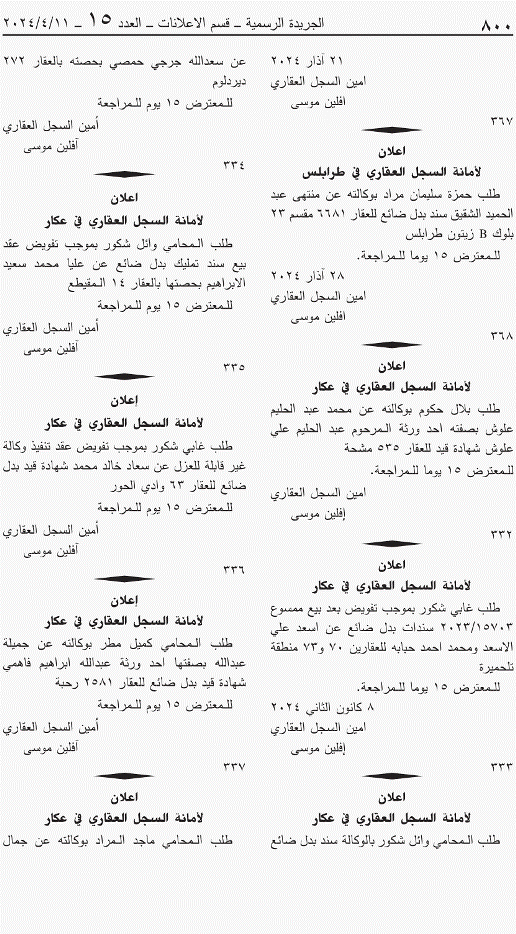 ٨٠٠
الجريدة الرسمية ــ قسم الاعلانات ــ العدد ١٥ ــ ٢٠٢٤/٤/١١
٢١ آذار ٢٠٢٤
امين السجل العقاري
افلين موسى
٣٦٧
اعلان
لأمانة السجل العقاري في طرابلس
طلب حمزة سليمان مراد بوكالته عن منتهى عبد
الحميد الشقيق سند بدل ضائع للعقار ٦٦٨١ مقسم ٢٣
بلوك B زيتون طرابلس
للمعترض ١٥ يوما للمراجعة.
٢٨ آذار ٢٠٢٤
امين السجل العقاري
افلين موسى
٣٦٨
اعلان
لأمانة السجل العقاري في عكار
طلب بلال حكوم بوكالته عن محمد عبد الحليم
علوش بصفته احد ورثة المرحوم عبد الحليم علي
علوش شهادة قيد للعقار ٥٣٥ مشحة
للمعترض ١٥ يوما للمراجعة.
امين السجل العقاري
إفلين موسى
٣٣٢
اعلان
لأمانة السجل العقاري في عكار
طلب غابي شكور بموجب تفويض بعد بيع ممسوع
٢٠٢٣/١٥٧٠٣ سندات بدل ضائع عن اسعد علي
الاسعد ومحمد احمد حبابه للعقارين ٧٠ و٧٣ منطقة
تلحميرة
للمعترض ١٥ يوما للمراجعة.
٨ كانون الثاني ٢٠٢٤
امين السجل العقاري
إفلين موسى
٣٣٣
اعلان
لأمانة السجل العقاري في عكار
طلب المحامي وائل شكور بالوكالة سند بدل ضائع
عن سعدالله جرجي حمصي بحصته بالعقار ٢٧٢
ديردلوم
للمعترض ١٥ يوم للمراجعة
أمين السجل العقاري
آفلين موسى
٣٣٤
اعلان
لأمانة السجل العقاري في عكار
طلب المحامي وائل شكور بموجب تفويض عقد
بيع سند تمليك بدل ضائع عن عليا محمد سعيد
الابراهيم بحصتها بالعقار ١٤ المقيطع
للمعترض ١٥ يوم للمراجعة
أمين السجل العقاري
آفلين موسى
٣٣٥
إعلان
لأمانة السجل العقاري في عكار
طلب غابي شكور بموجب تفويض عقد تنفيذ وكالة
غير قابلة للعزل عن سعاد خالد محمد شهادة قيد بدل
ضائع للعقار ٦٣ وادي الحور
للمعترض ١٥ يوم للمراجعة
أمين السجل العقاري
آفلين موسى
٣٣٦
إعلان
لأمانة السجل العقاري في عكار
طلب المحامي كميل مطر بوكالته عن جميلة
عبدالله بصفتها احد ورثة عبدالله ابراهيم فاهمي
شهادة قيد بدل ضائع للعقار ٢٥٨١ رحبة
للمعترض ١٥ يوم للمراجعة
أمين السجل العقاري
آفلين موسى
٣٣٧
اعلان
لأمانة السجل العقاري في عكار
طلب المحامي ماجد المراد بوكالته عن جمال